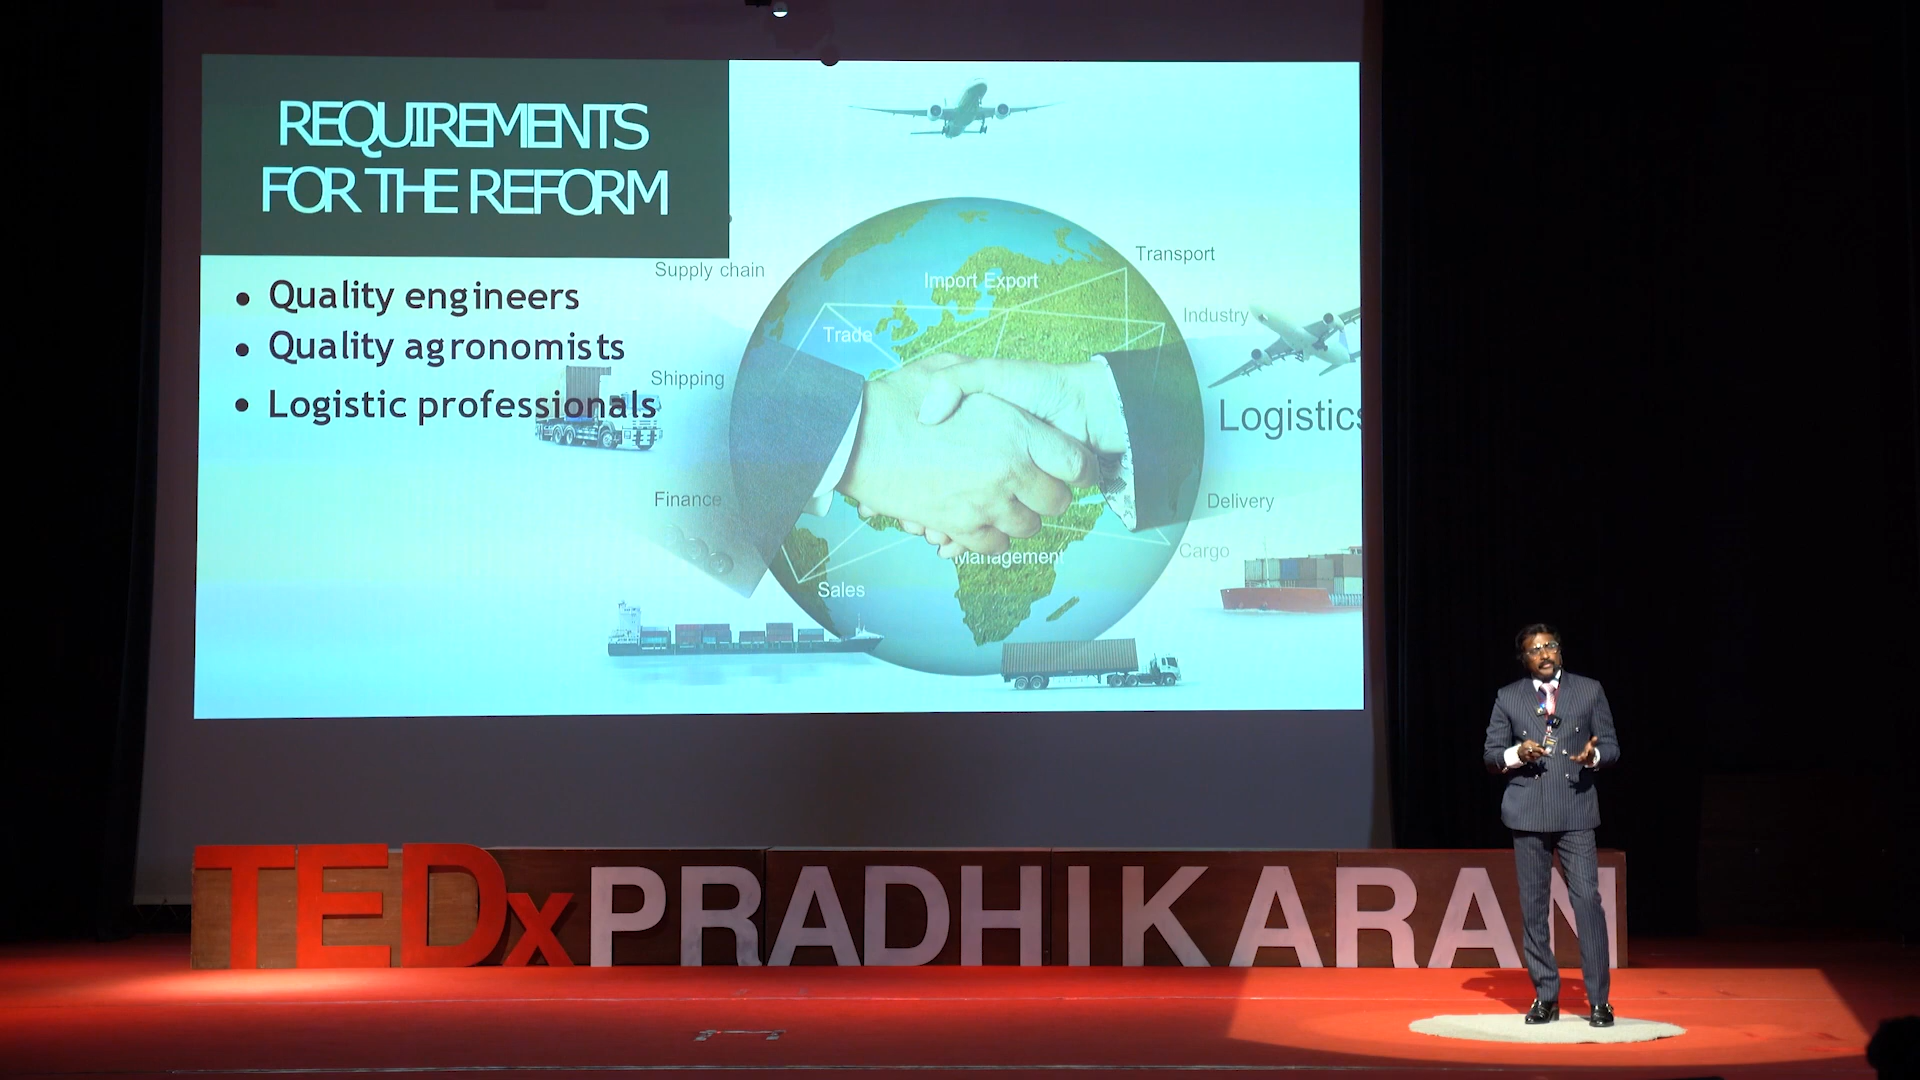 REQUIREMENTS
FOR THE REFORM
Supply chain
Transport
Import Export
• Quality engineers
Industry
Trade
• Quality agronomists
Shipping
• Logistic professionals
Logistics
Finance
Delivery
Cargo
Management
Sales
TEDxPRADHIKARAN